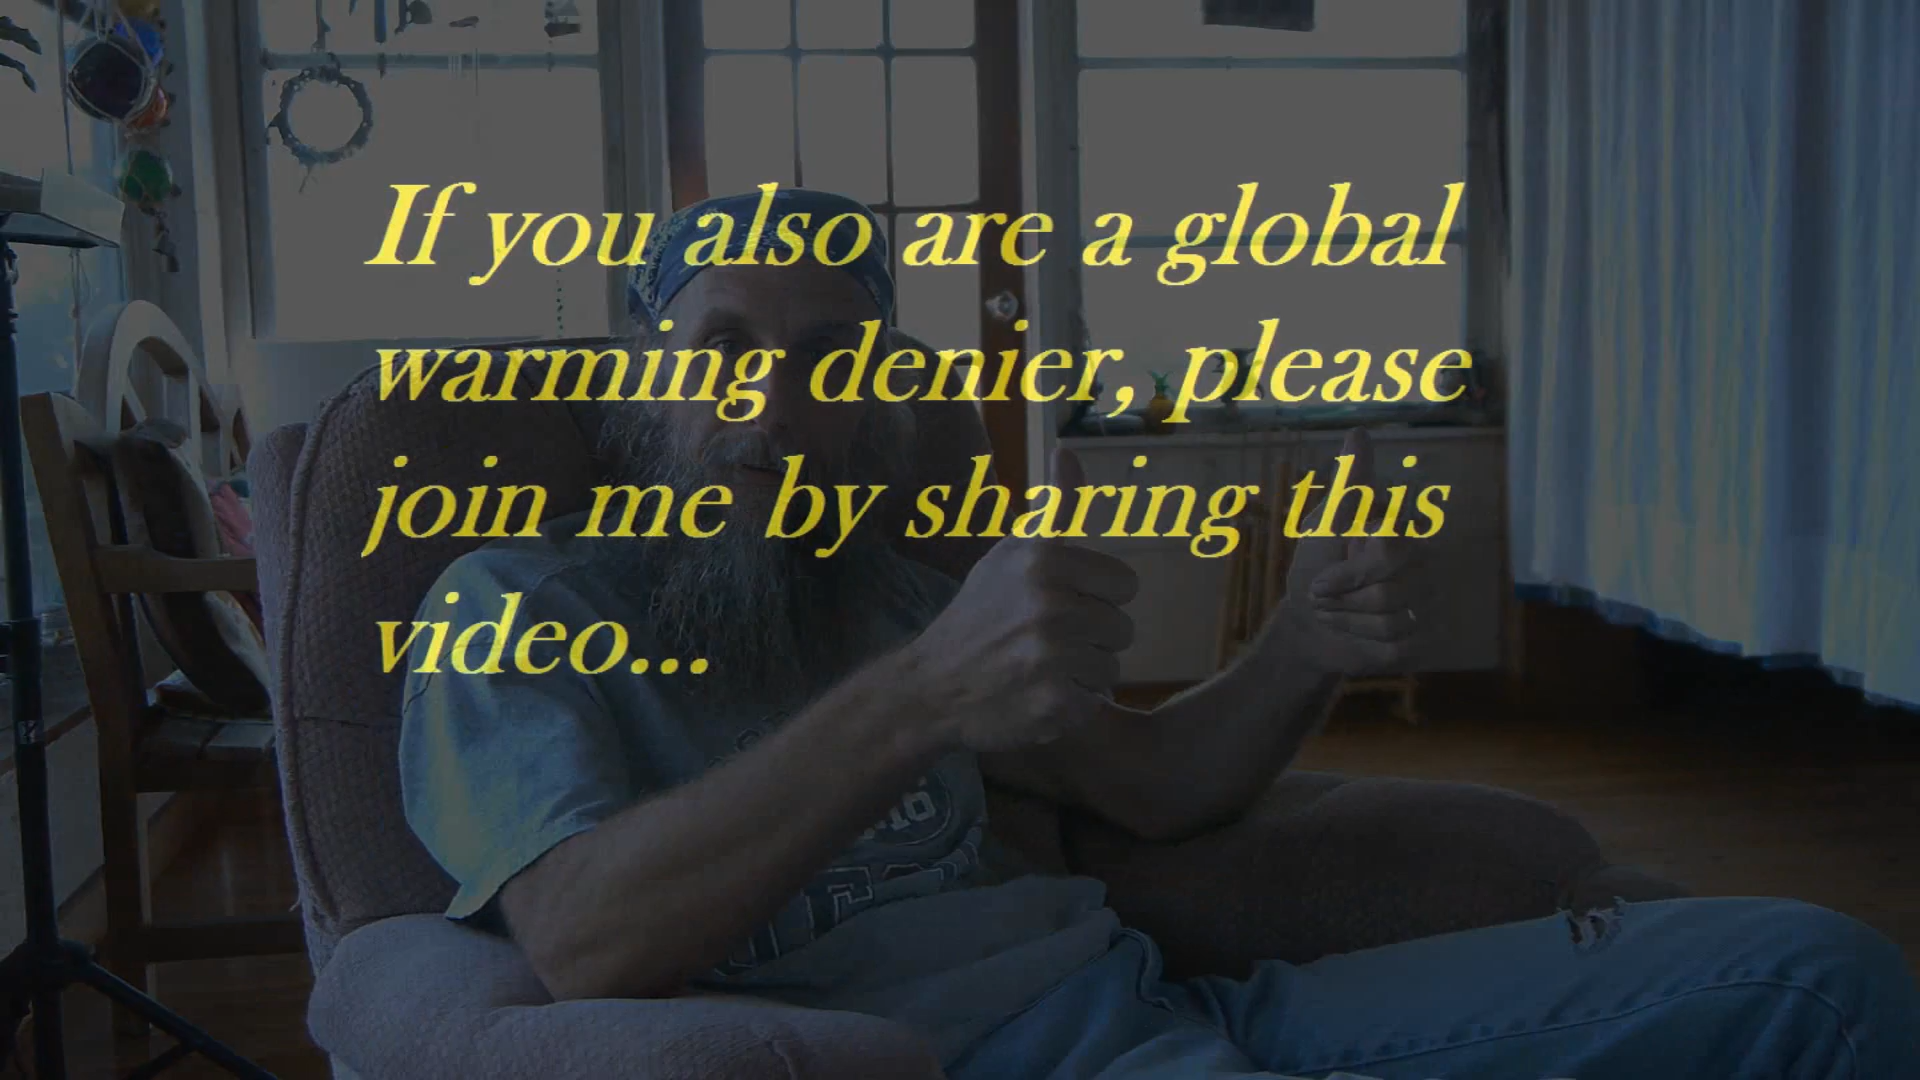 If you also are a global
warming denier, please
join me by sharing this
video...